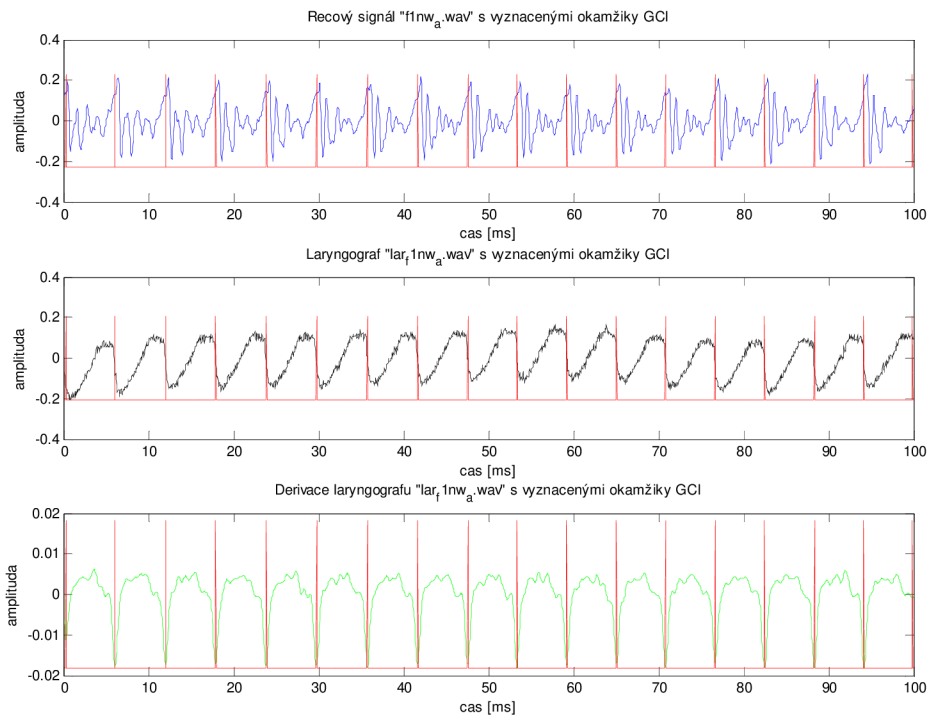 Recový signál "f1nwa.wav" s vyznacenými okamžiky GCI
0.4
0.2
0
-0.2
-0.4
amplituda
0 10 20 30 40 50 60 70 80 90 100
cas [ms]
Laryngograf "larf1nwa.wav" s vyznacenými okamžiky GCI
0.4
0.2
0
-0.2
-0.4
amplituda
0 10 20 30 40 50 60 70 80 90 100
cas [ms]
Derivace laryngografu "larf1nwa.wav" s vyznacenými okamžiky GCI
0.02
0.01
0
-0.01
-0.02
amplituda
0 10 20 30 40 50 60 70 80 90 100
cas [ms]